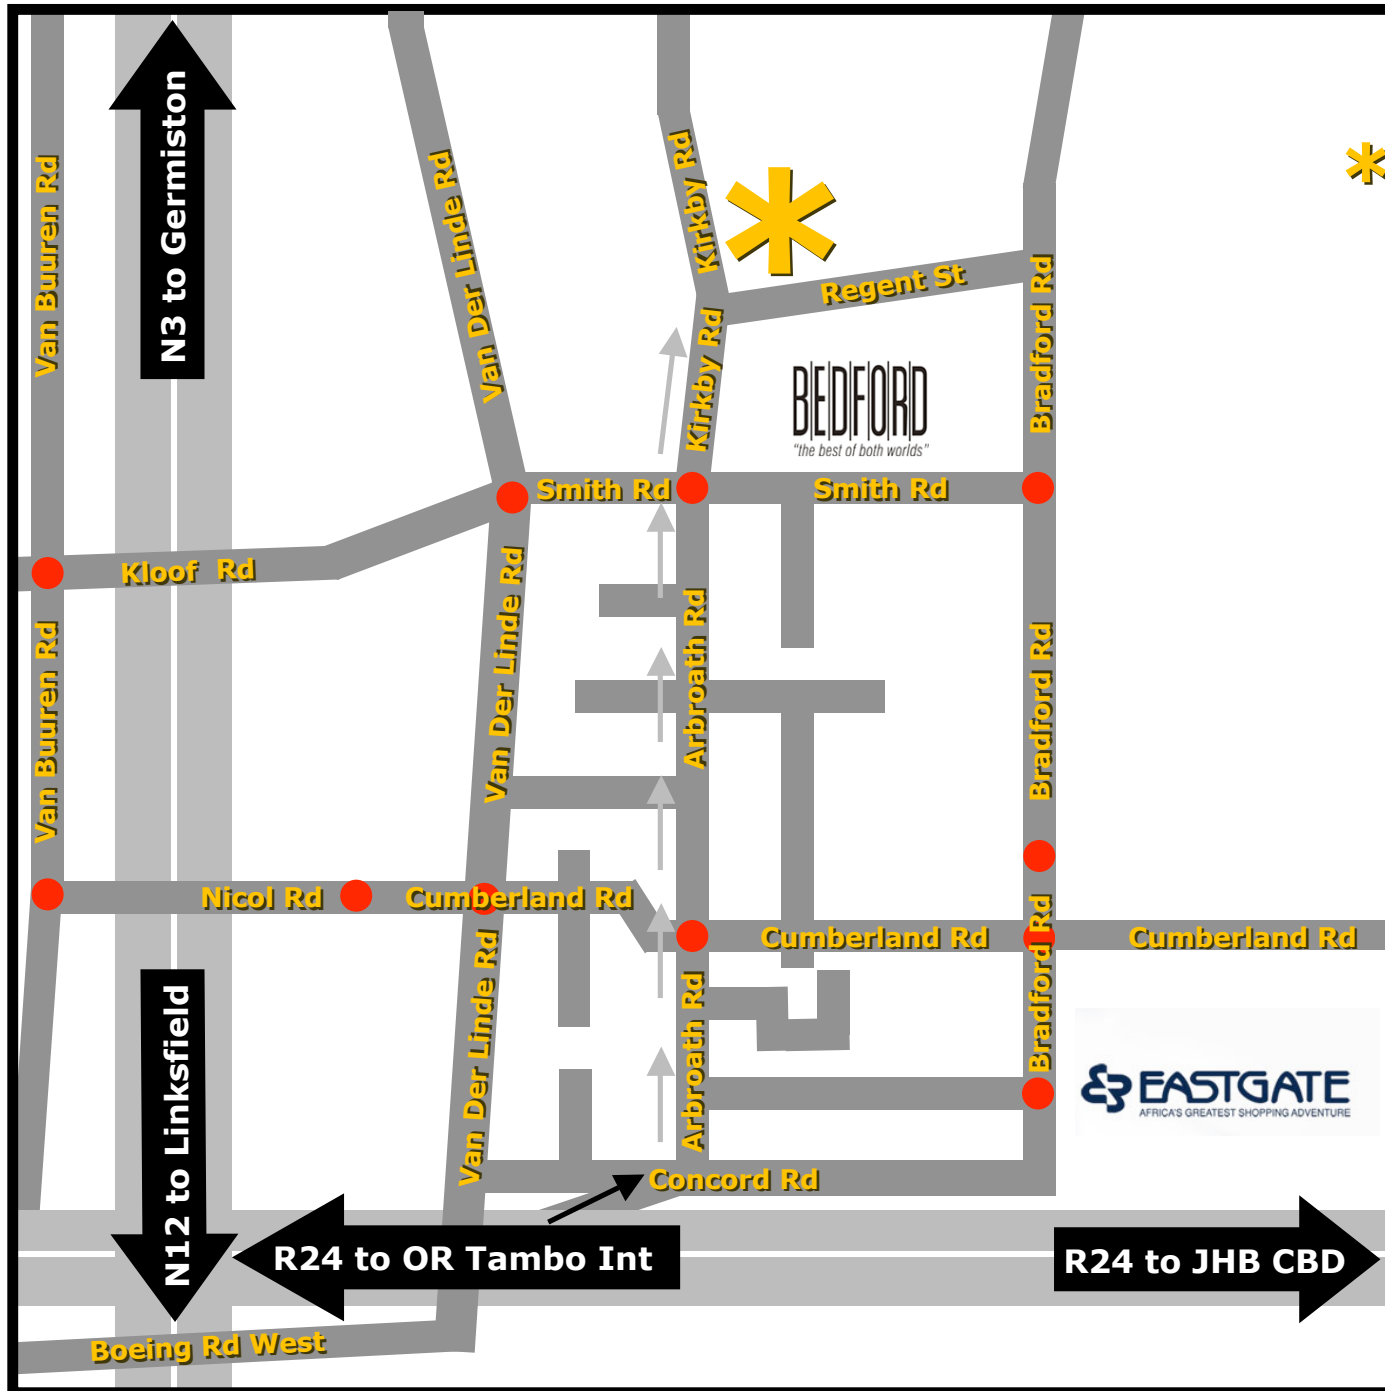 N3 to Germiston
Van Buuren Rd
Van Der Linde Rd
Kirkby Rd
*
*
Kirkby Rd
Regent St
Bradford Rd
BEDFORD
"the best of both worlds"
Smith Rd
Smith Rd
Kloof Rd
Van Buuren Rd
Van Der Linde Rd
Arbroath Rd
Bradford Rd
Nicol Rd
Cumberland Rd
Cumberland Rd
Cumberland Rd
Van Der Linde Rd
Arbroath Rd
Bradford Rd
EASTGATE
AFRICA'S GREATEST SHOPPING ADVENTURE
N12 to Linksfield
Concord Rd
R24 to OR Tambo Int
R24 to JHB CBD
Boeing Rd West